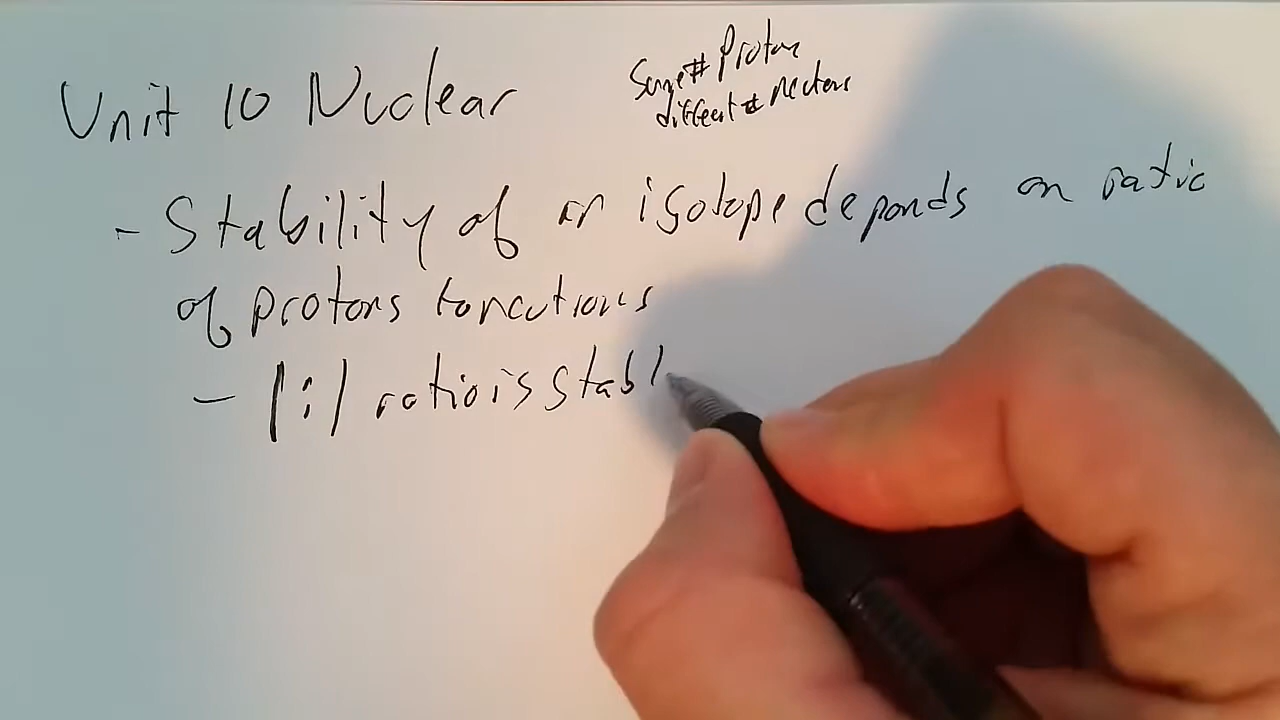 Unit 10 Nuclear
Same # Proton
different # neutrons
- Stability of an isotope depends on ratio
of protons to neutrons
- 1:1 ratio is stabl